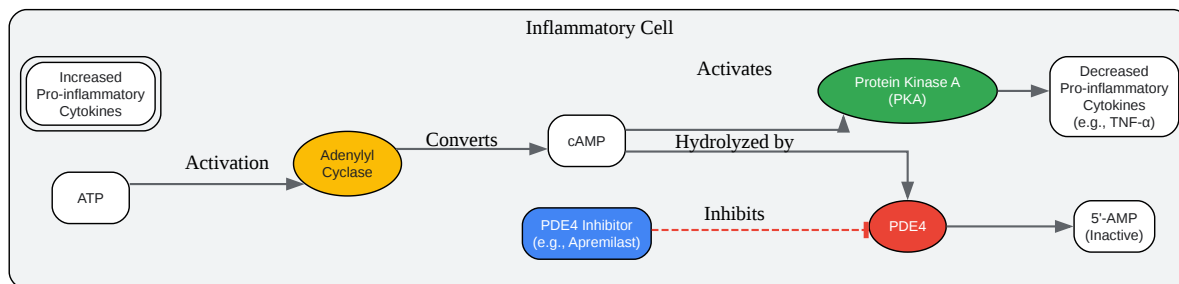 Inflammatory Cell
Increased
Pro-inflammatory
Cytokines
ATP
Activation
Adenylyl
Cyclase
Converts
cAMP
Activates
Hydrolyzed by
Protein Kinase A
(PKA)
Decreased
Pro-inflammatory
Cytokines
(e.g., TNF-α)
PDE4 Inhibitor
(e.g., Apremilast)
Inhibits
PDE4
5'-AMP
(Inactive)